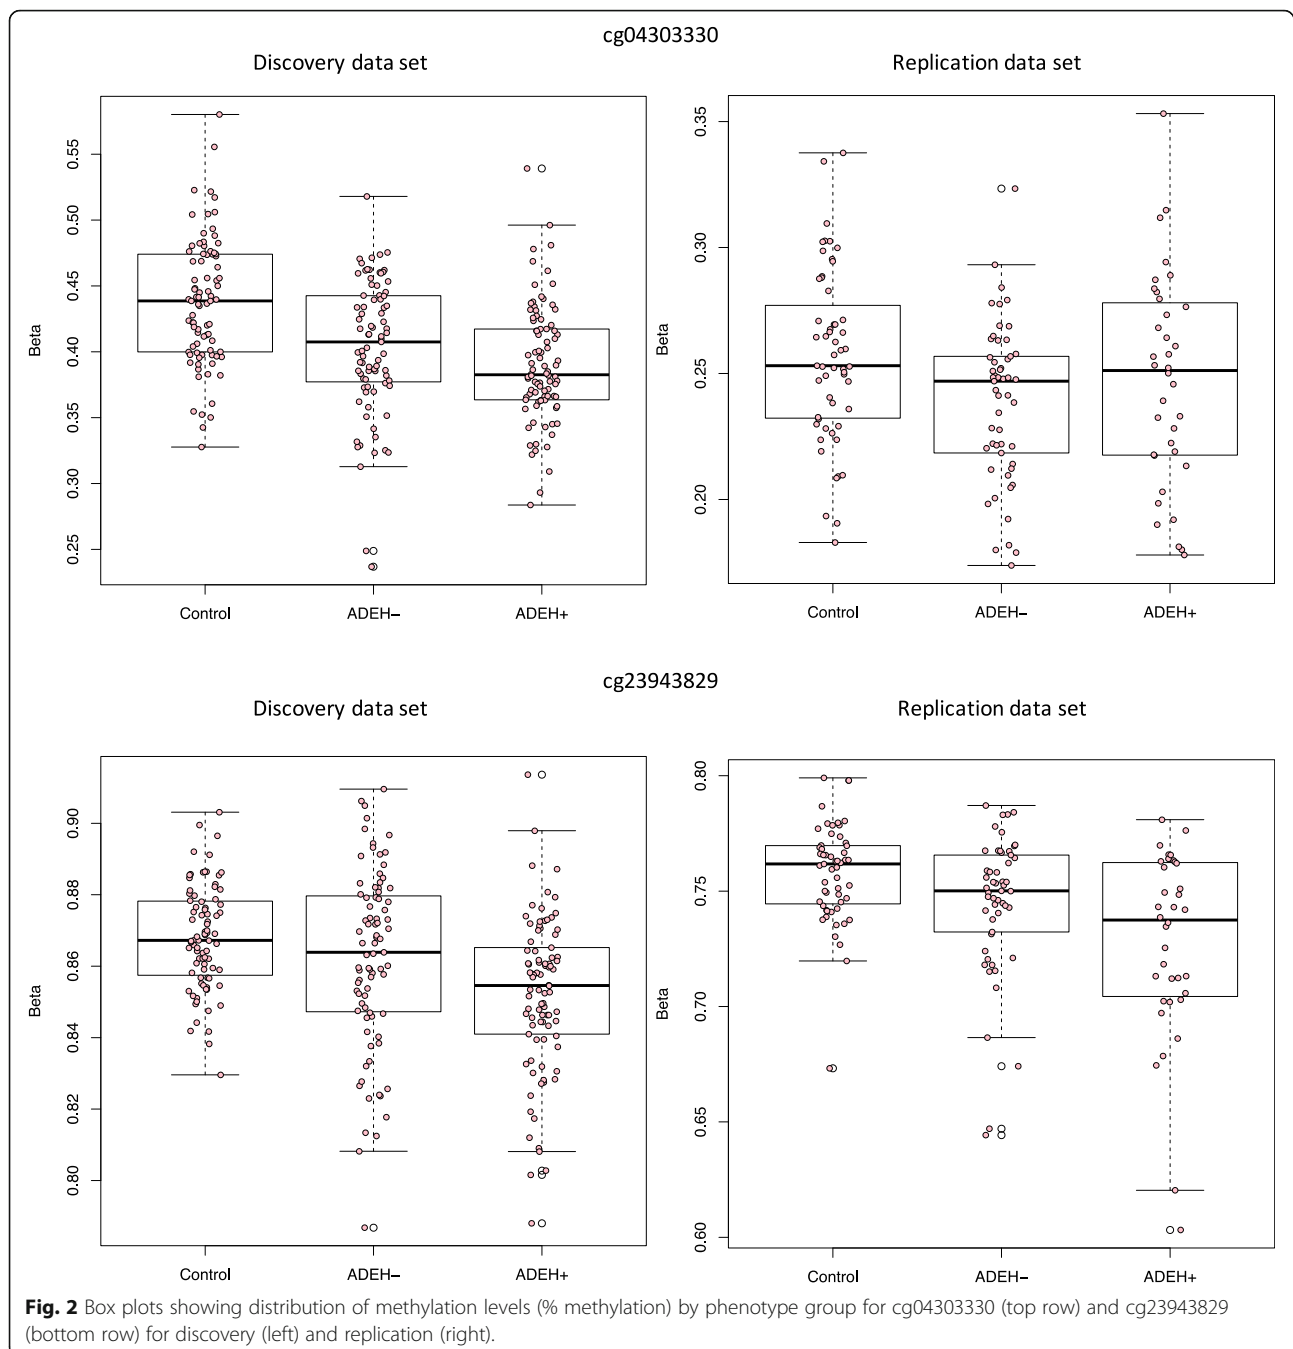 cg04303330
Discovery data set
Replication data set
Beta
0.55
0.50
0.45
0.40
0.35
0.30
0.25
Control
ADEH−
ADEH+
Beta
0.35
0.30
0.25
0.20
Control
ADEH−
ADEH+
cg23943829
Discovery data set
Replication data set
Beta
0.90
0.88
0.86
0.84
0.82
0.80
Control
ADEH−
ADEH+
Beta
0.80
0.75
0.70
0.65
0.60
Control
ADEH−
ADEH+
Fig. 2 Box plots showing distribution of methylation levels (% methylation) by phenotype group for cg04303330 (top row) and cg23943829
(bottom row) for discovery (left) and replication (right).